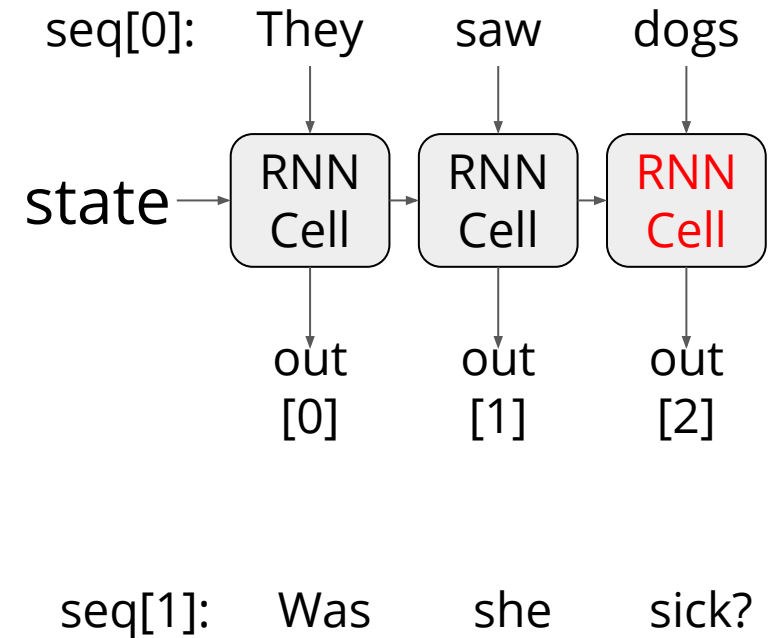 seq[0]: They saw dogs
state
RNN Cell
RNN Cell
RNN Cell
out [0]
out [1]
out [2]
seq[1]: Was she sick?